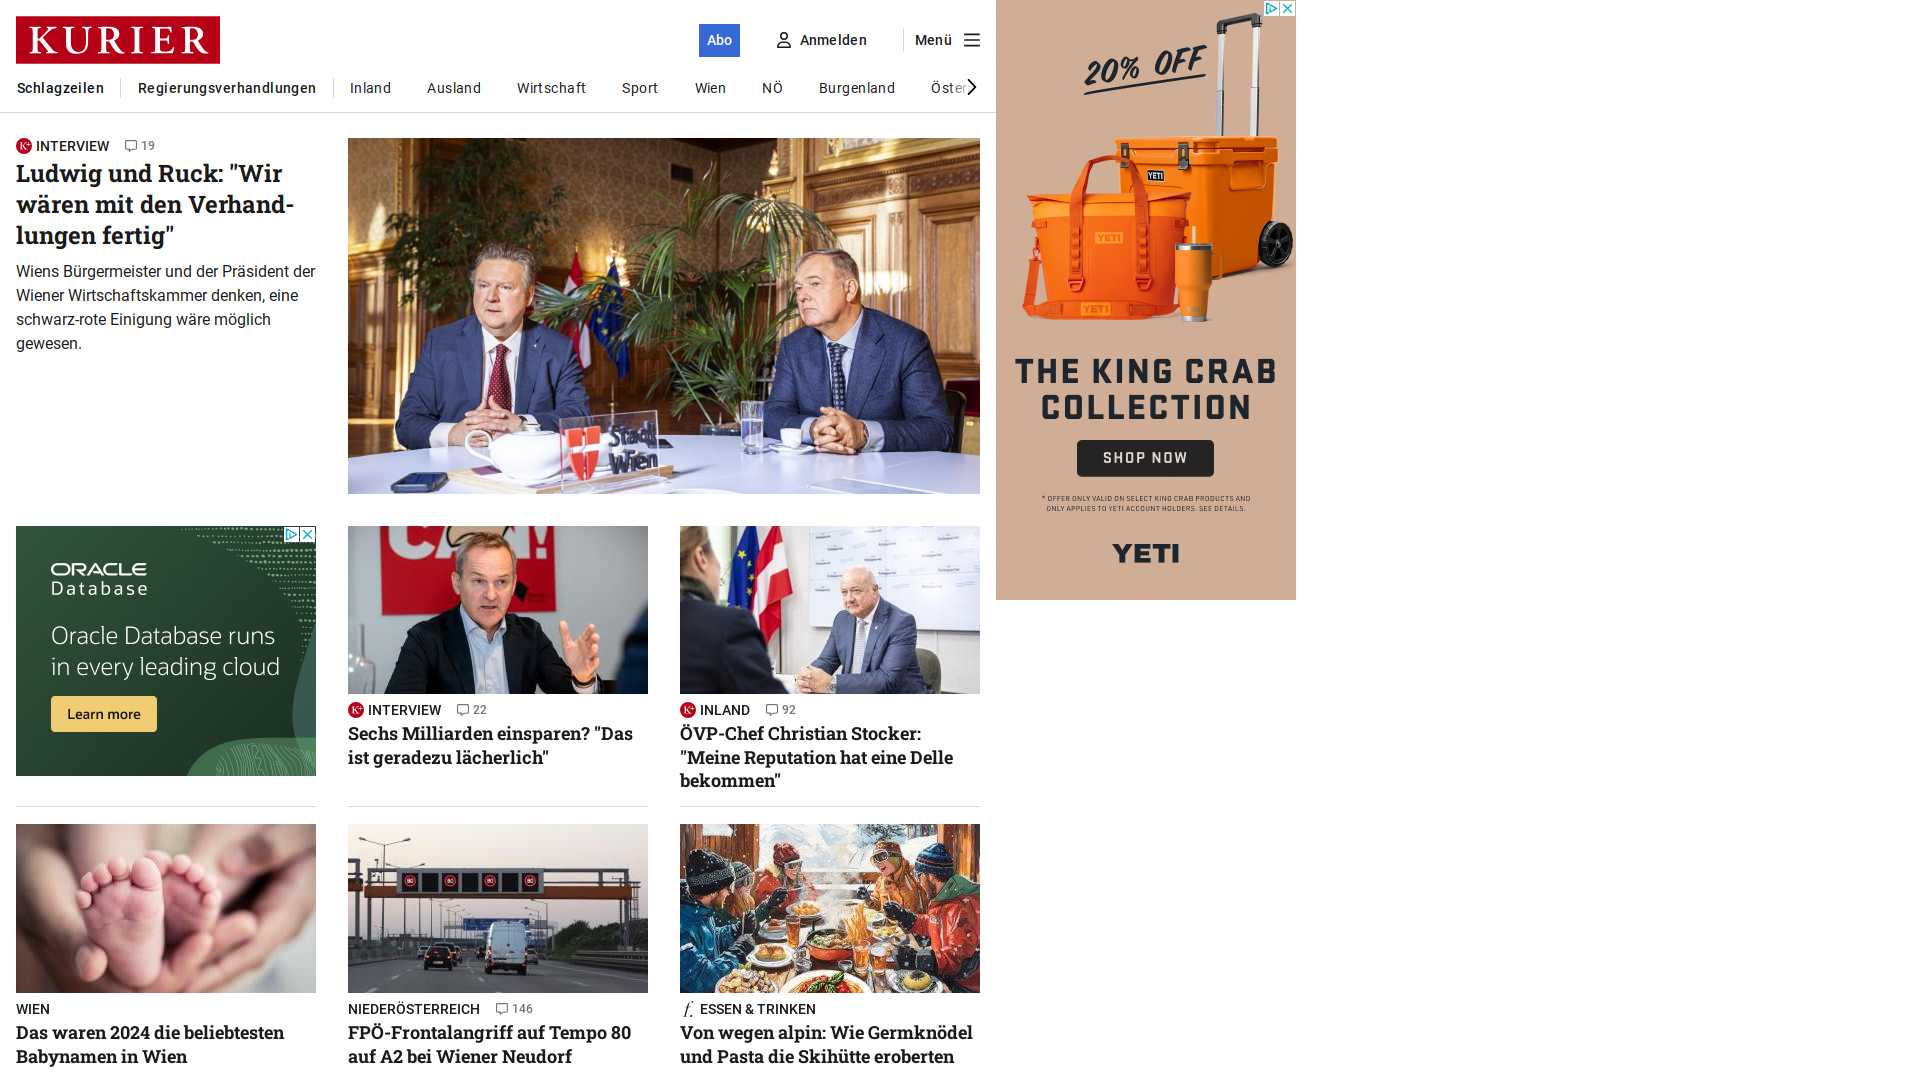 KURIER
Abo
Anmelden
Menü
Schlagzeilen
Regierungsverhandlungen
Inland
Ausland
Wirtschaft
Sport
Wien
NÖ
Burgenland
Öster
INTERVIEW 19
Ludwig und Ruck: "Wir
wären mit den Verhand-
lungen fertig"
Wiens Bürgermeister und der Präsident der
Wiener Wirtschaftskammer denken, eine
schwarz-rote Einigung wäre möglich
gewesen.
Stadt
Wien
20% OFF
YETI
YETI
YETI
THE KING CRAB
COLLECTION
SHOP NOW
* OFFER ONLY VALID ON SELECT KING CRAB PRODUCTS AND
ONLY APPLIES TO YETI ACCOUNT HOLDERS. SEE DETAILS.
YETI
ORACLE
Database
Oracle Database runs
in every leading cloud
Learn more
K+ INTERVIEW 22
Sechs Milliarden einsparen? "Das
ist geradezu lächerlich"
K+ INLAND 92
ÖVP-Chef Christian Stocker:
"Meine Reputation hat eine Delle
bekommen"
WIEN
Das waren 2024 die beliebtesten
Babynamen in Wien
NIEDERÖSTERREICH 146
FPÖ-Frontalangriff auf Tempo 80
auf A2 bei Wiener Neudorf
f. ESSEN & TRINKEN
Von wegen alpin: Wie Germknödel
und Pasta die Skihütte eroberten